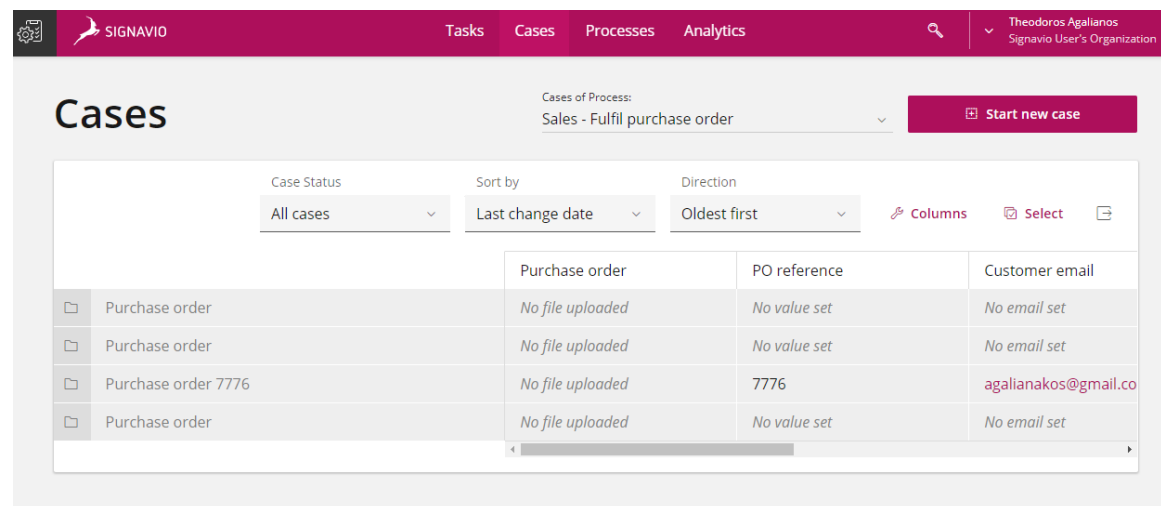 SIGNAVIO Tasks Cases Processes Analytics Theodoros Agalianos
Signavio User's Organization
Cases
Cases of Process:
Sales - Fulfil purchase order
Start new case
Case Status Sort by Direction
All cases Last change date Oldest first Columns Select
Purchase order PO reference Customer email
Purchase order No file uploaded No value set No email set
Purchase order No file uploaded No value set No email set
Purchase order 7776 No file uploaded 7776 agalianakos@gmail.co
Purchase order No file uploaded No value set No email set